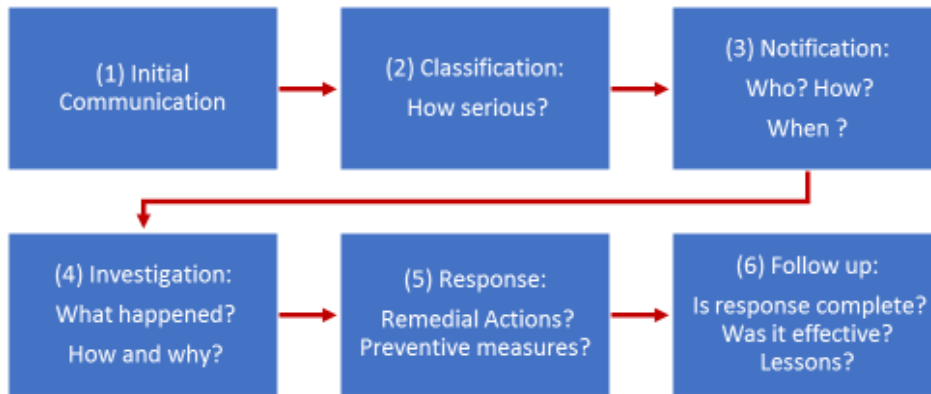 (1) Initial
Communication
(2) Classification:
How serious?
(3) Notification:
Who? How?
When ?
(4) Investigation:
What happened?
How and why?
(5) Response:
Remedial Actions?
Preventive measures?
(6) Follow up:
Is response complete?
Was it effective?
Lessons?